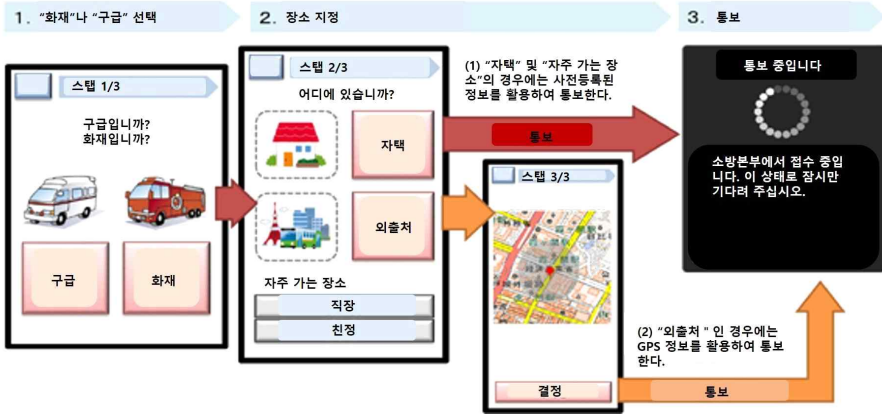 1. “화재”나 “구급” 선택
2. 장소 지정
3. 통보
스탭 1/3
구급입니까?
화재입니까?
구급
화재
스탭 2/3
어디에 있습니까?
자택
외출처
자주 가는 장소
직장
친정
(1) “자택” 및 “자주 가는 장
소”의 경우에는 사전등록된
정보를 활용하여 통보한다.
통보
스탭 3/3
결정
(2) “외출처 " 인 경우에는
GPS 정보를 활용하여 통보
한다.
통보
통보 중입니다
소방본부에서 접수 중입
니다. 이 상태로 잠시만
기다려 주십시오.